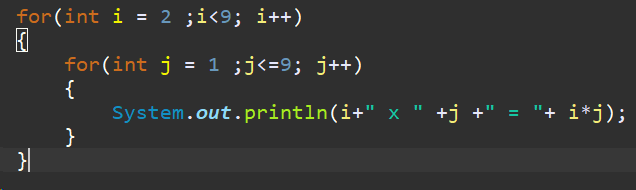 for(int i = 2 ;i<9; i++)
{
    for(int j = 1 ;j<=9; j++)
    {
        System.out.println(i+" x " +j +" = "+ i*j);
    }
}